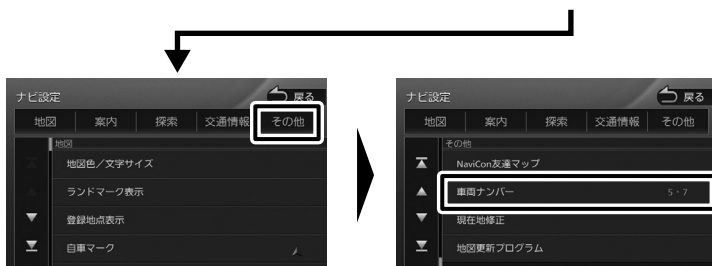 ナビ設定
戻る
地図 案内 探索 交通情報 その他
地図
地図色／文字サイズ
ランドマーク表示
登録地点表示
自車マーク
ナビ設定
戻る
地図 案内 探索 交通情報 その他
その他
NaviCon友達マップ
車両ナンバー 5・7
現在地修正
地図更新プログラム